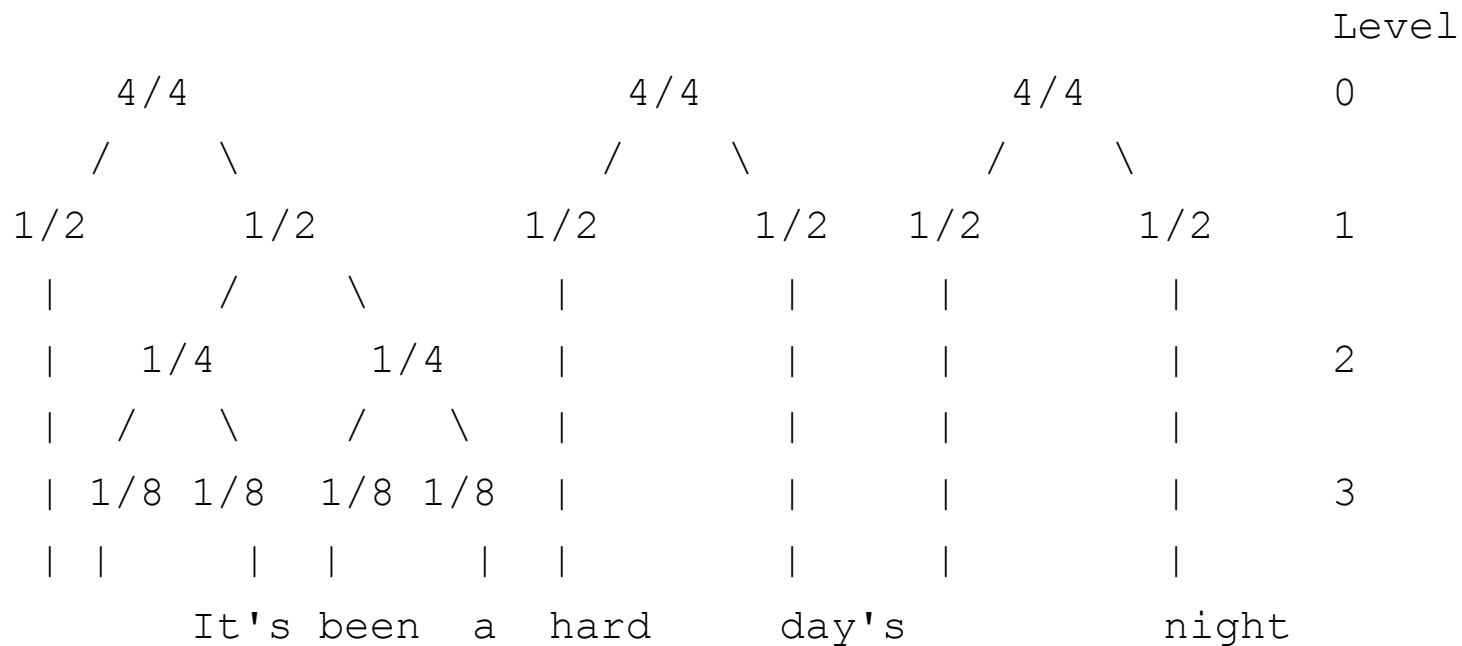 Level
4/4 4/4 4/4 0
/ \ / \ / \
1/2 1/2 1/2 1/2 1/2 1/2 1
| / \ | | | |
| 1/4 1/4 | | | | 2
| / \ / \ | | | |
| 1/8 1/8 1/8 1/8 | | | | 3
| | | | | | | | |
It's been a hard day's night